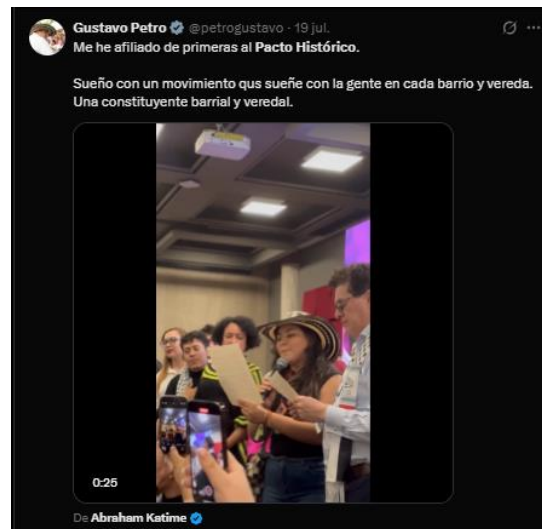 Gustavo Petro @petrogustavo · 19 jul.
Me he afiliado de primeras al Pacto Histórico.
Sueño con un movimiento qus sueñe con la gente en cada barrio y vereda.
Una constituyente barrial y veredal.
0:25
De Abraham Katime